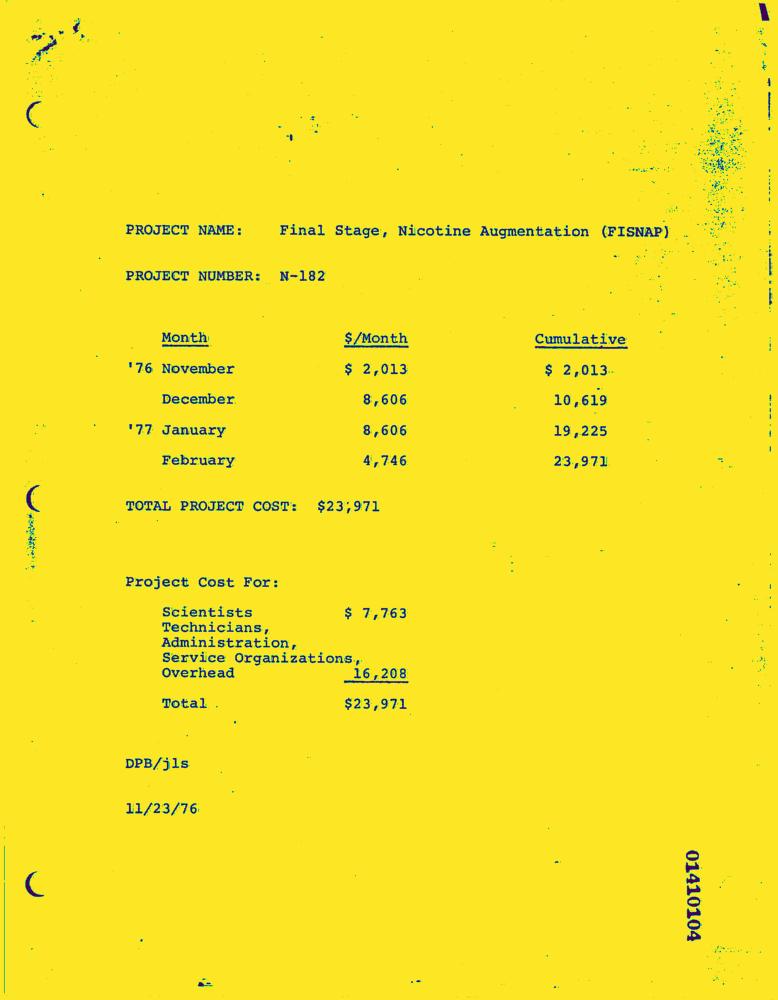 PROJECT NAME: Final Stage, Nicotine Augmentation (FISNAP)
PROJECT NUMBER: N-182
Month $/Month Cumulative
'76 November $ 2,013 $ 2,013
December 8,606 10,619
'77 January 8,606 19,225
February 4,746 23,971
TOTAL PROJECT COST: $23,971
Project Cost For:
Scientists $ 7,763
Technicians,
Administration,
Service Organizations,
Overhead 16,208
Total $23,971
DPB/jls
11/23/76
01410104